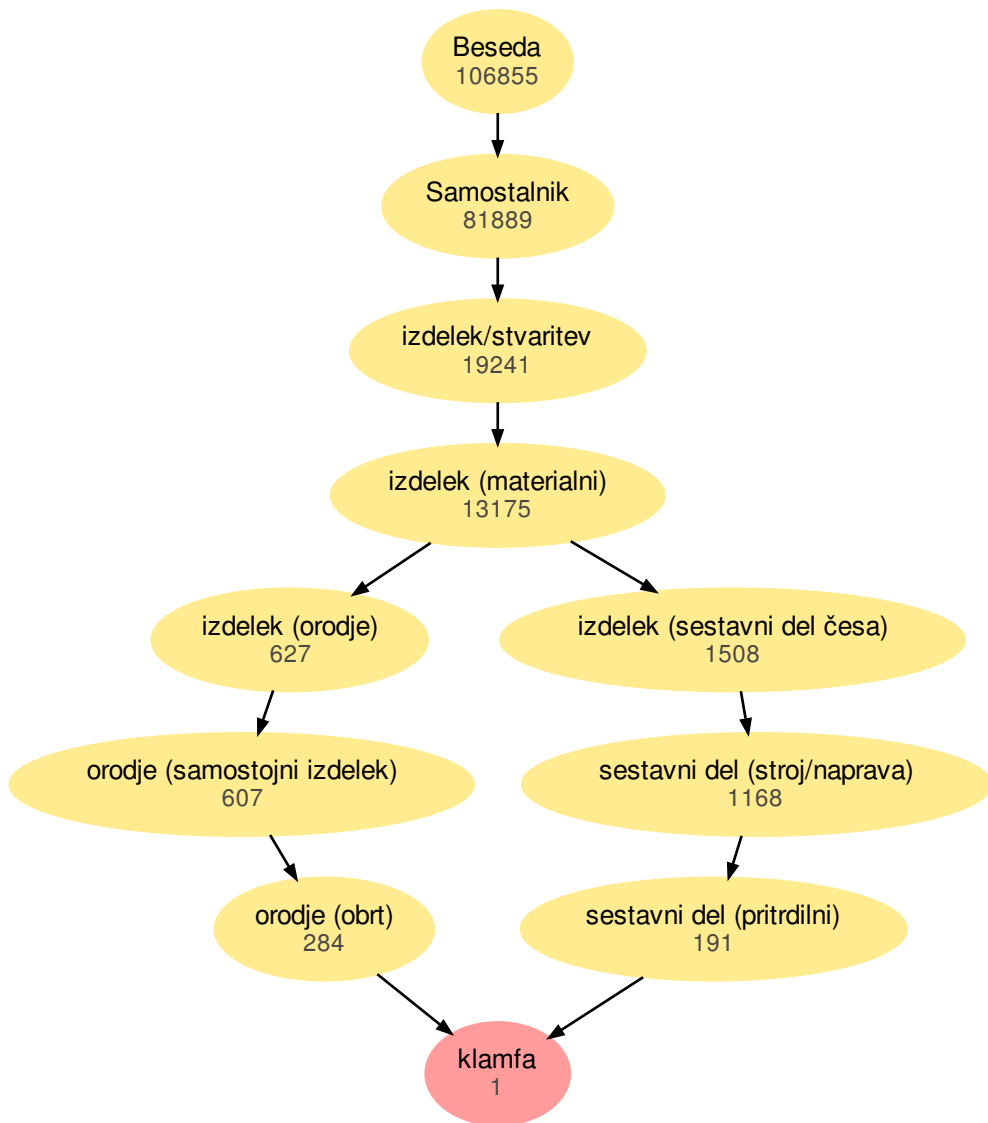 Beseda
106855
Samostalnik
81889
izdelek/stvaritev
19241
izdelek (materialni)
13175
izdelek (orodje)
627
izdelek (sestavni del česa)
1508
orodje (samostojni izdelek)
607
sestavni del (stroj/naprava)
1168
orodje (obrt)
284
sestavni del (pritrdilni)
191
klamfa
1